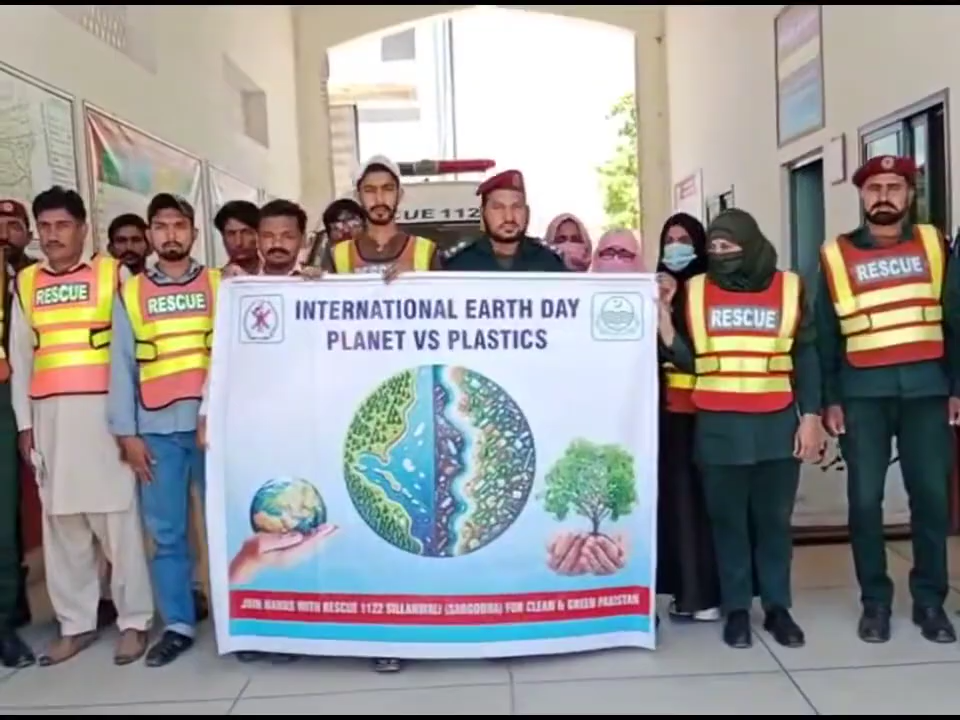 CUE 112
RESCUE
RESCUE
RESCUE
RESCUE
INTERNATIONAL EARTH DAY
PLANET VS PLASTICS
JOIN HANDS WITH RESCUE 1122 SILLANWALI (SARGODHA) FOR CLEAN & GREEN PAKISTAN